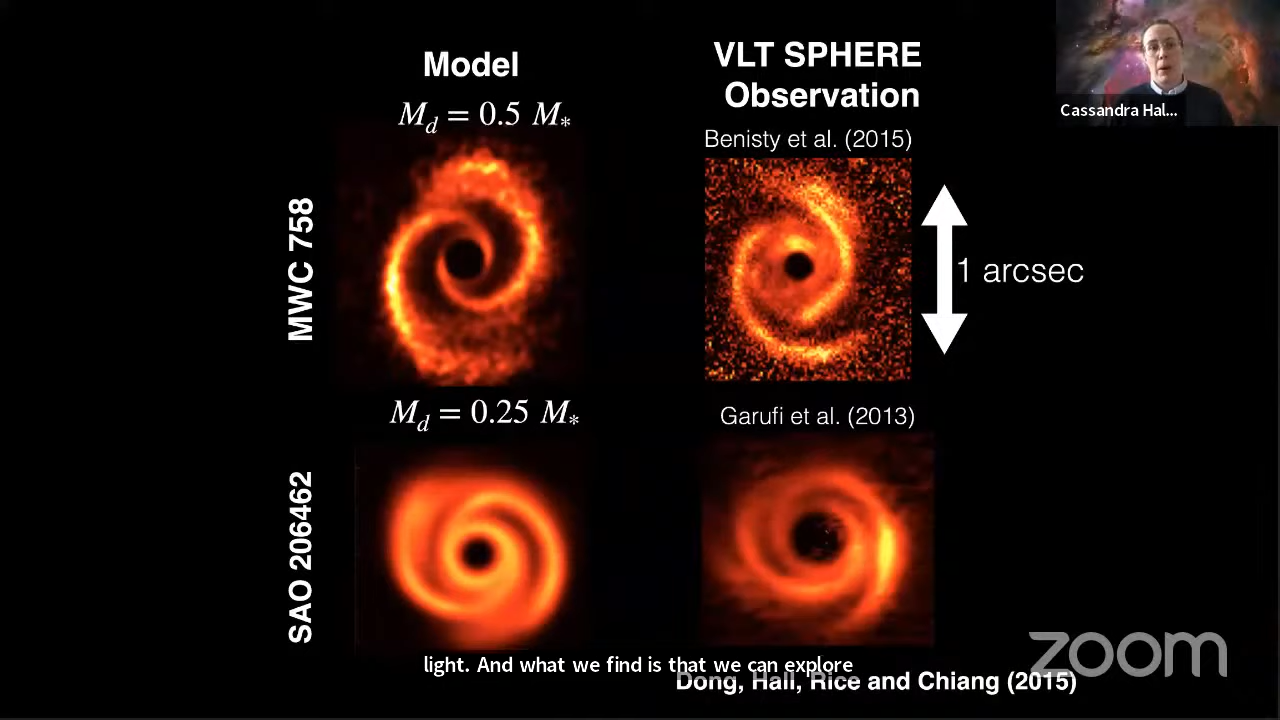 Model
VLT SPHERE
Observation
M_d = 0.5 M_*
Benisty et al. (2015)
Cassandra Hal...
MWC 758
1 arcsec
M_d = 0.25 M_*
Garufi et al. (2013)
SAO 206462
light. And what we find is that we can explore
Dong, Hall, Rice and Chiang (2015)
zoom